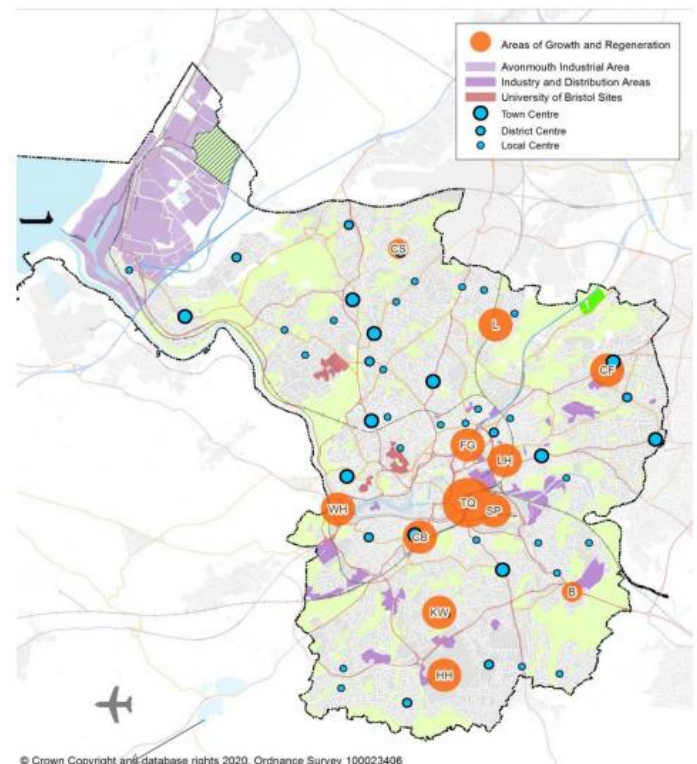 Areas of Growth and Regeneration
Avonmouth Industrial Area
Industry and Distribution Areas
University of Bristol Sites
Town Centre
District Centre
Local Centre
CS
L
CF
FG
LH
TQ
SP
WH
CB
B
KW
HH
© Crown Copyright and database rights 2020. Ordnance Survey 100023406